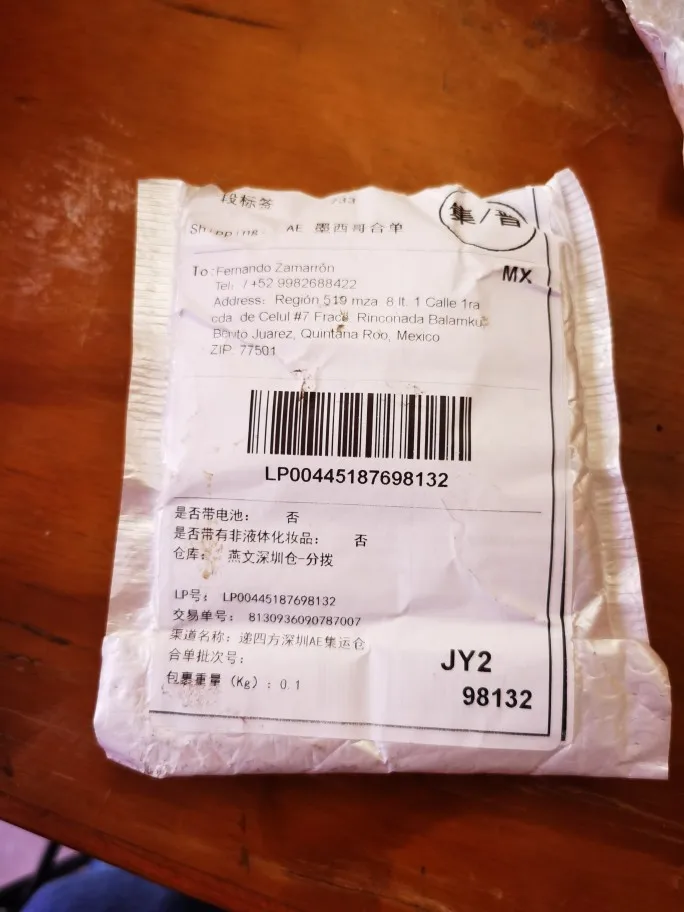 段标签
集/普
Shipping: AE 墨西哥合单
MX
To: Fernando Zamarrón
Tel: / +52 9982688422
Address: Región 519 mza 8 lt. 1 Calle 1ra
cda. de Celul #7 Fracc. Rinconada Balamku,
Benito Juarez, Quintana Roo, Mexico
ZIP: 77501
LP00445187698132
是否带电池: 否
是否带有非液体化妆品: 否
仓库: 燕文深圳仓-分拨
LP号: LP00445187698132
交易单号: 8130936090787007
渠道名称: 递四方深圳AE集运仓
合单批次号:
包裹重量 (Kg) : 0.1
JY2
98132